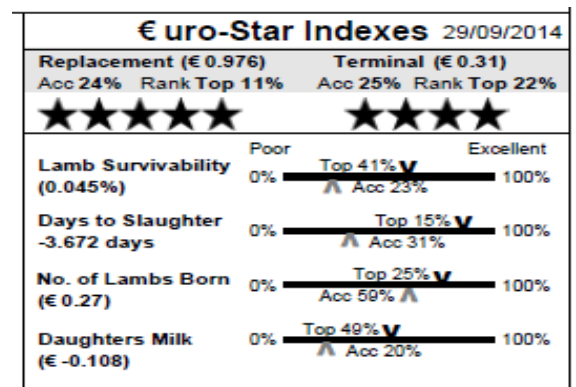 € uro-Star Indexes 29/09/2014
Replacement (€ 0.976) Terminal (€ 0.31)
Acc 24% Rank Top 11% Acc 25% Rank Top 22%
Poor Excellent
Lamb Survivability
(0.045%)
0% Top 41% 100%
Acc 23%
Days to Slaughter
-3.672 days
0% Top 15% 100%
Acc 31%
No. of Lambs Born
(€ 0.27)
0% Top 25% 100%
Acc 59%
Daughters Milk
(€ -0.108)
0% Top 49% 100%
Acc 20%